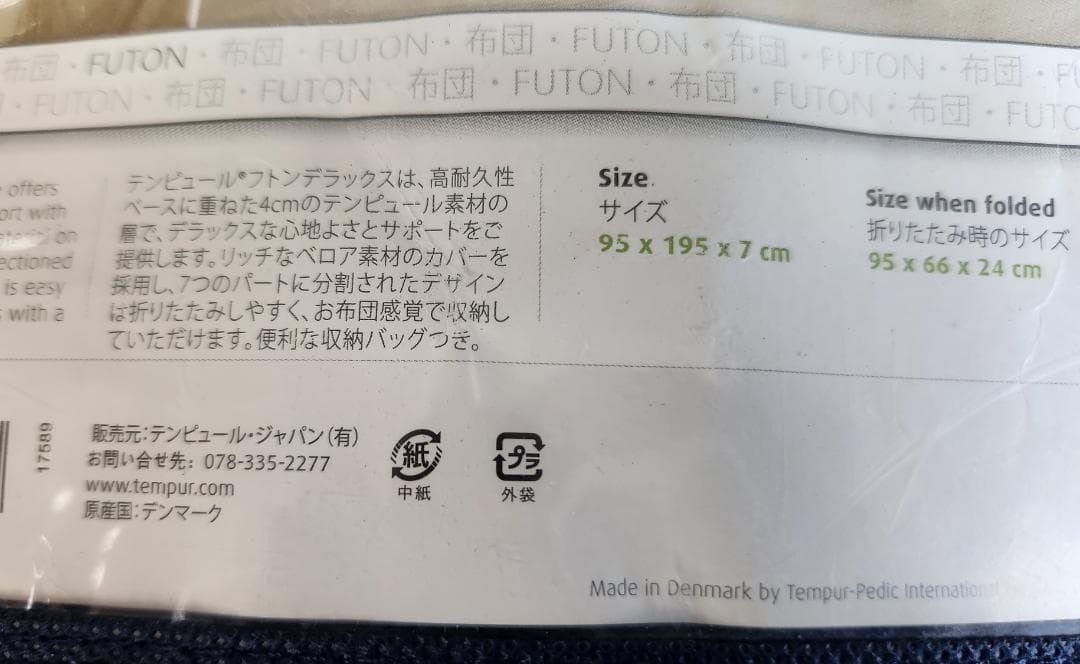 布団・FUTON・布団・FUTON・布団・FUTON・布団・FUTON・布団・
・FUTON・布団・FUTON 布団・FUTON・布団・FUTON・布団・
offers
with
on
is easy
with a
テンピュール®フトンデラックスは、高耐久性
ベースに重ねた4cmのテンピュール素材の
層で、デラックスな心地よさとサポートをご
提供します。リッチなベロア素材のカバーを
採用し、7つのパートに分割されたデザイン
は折りたたみしやすく、お布団感覚で収納し
ていただけます。便利な収納バッグつき。
Size
サイズ
95 x 195 x 7 cm
Size when folded
折りたたみ時のサイズ
95 x 66 x 24 cm
17589
販売元:テンピュール・ジャパン(有)
お問い合せ先: 078-335-2277
www.tempur.com
原産国:デンマーク
紙
中紙
プラ
外袋
Made in Denmark by Tempur-Pedic International